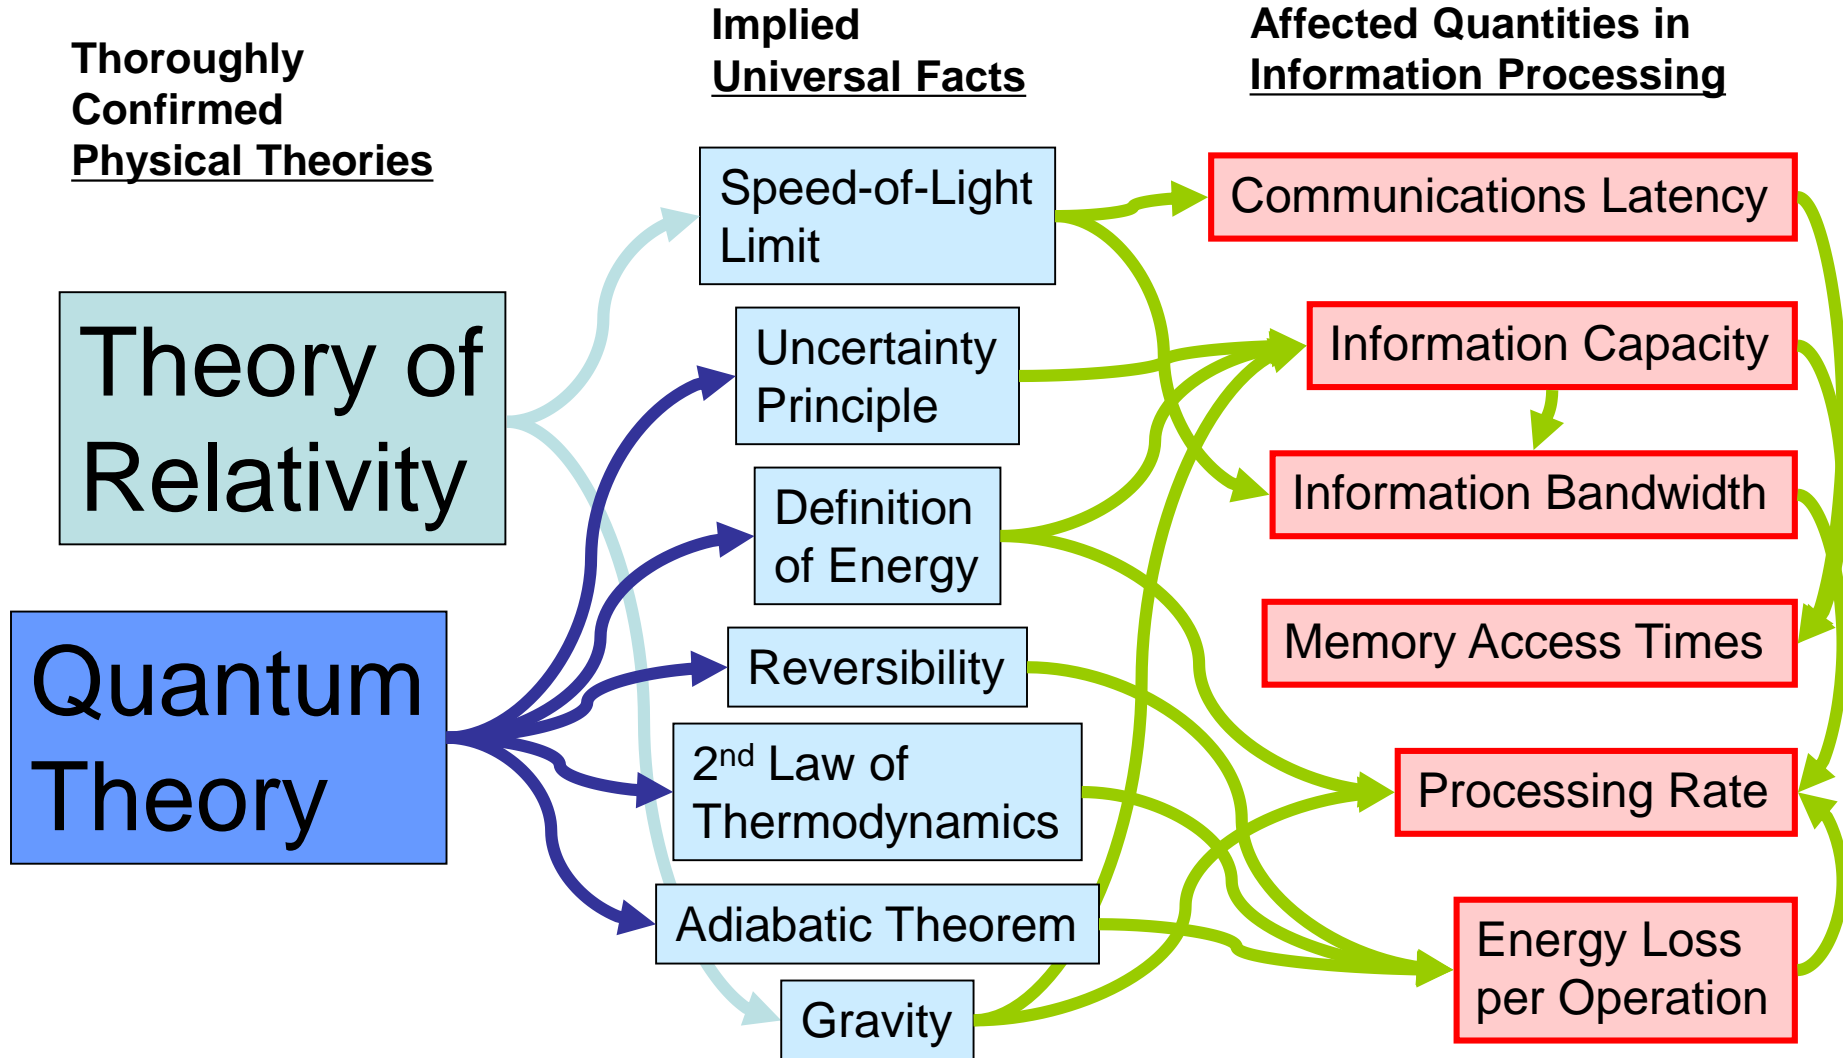 Thoroughly
Confirmed
Physical Theories
Implied
Universal Facts
Affected Quantities in
Information Processing
Theory of
Relativity
Quantum
Theory
Speed-of-Light
Limit
Uncertainty
Principle
Definition
of Energy
Reversibility
2nd Law of
Thermodynamics
Adiabatic Theorem
Gravity
Communications Latency
Information Capacity
Information Bandwidth
Memory Access Times
Processing Rate
Energy Loss
per Operation